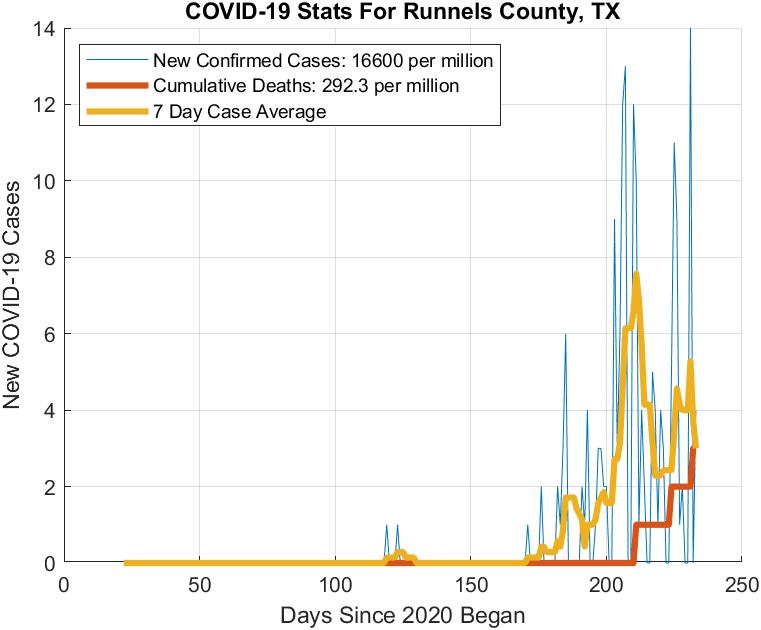 COVID-19 Stats For Runnels County, TX
New Confirmed Cases: 16600 per million
Cumulative Deaths: 292.3 per million
7 Day Case Average
New COVID-19 Cases
14
12
10
8
6
4
2
0
0 50 100 150 200 250
Days Since 2020 Began